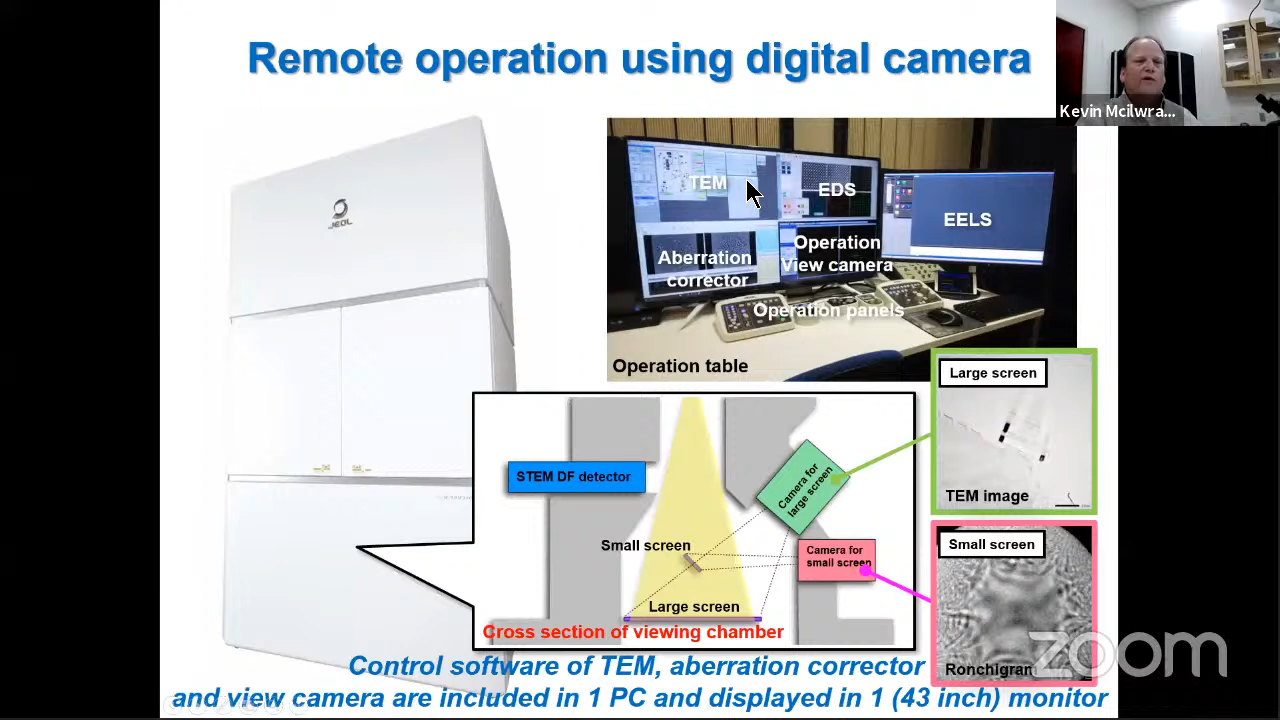 Remote operation using digital camera
Kevin Mcilwra...
JEOL
TEM
EDS
EELS
Aberration
corrector
Operation
View camera
Operation panels
Operation table
Large screen
TEM image
STEM DF detector
Camera for
large screen
Small screen
Camera for
small screen
Large screen
Cross section of viewing chamber
Small screen
Ronchigram
zoom
Control software of TEM, aberration corrector
and view camera are included in 1 PC and displayed in 1 (43 inch) monitor